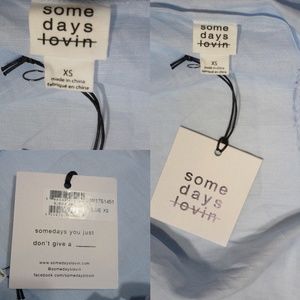 some
days
lovin
XS
made in china
fabriqué en chine
some
days
lovin
XS
made in china
fabriqué en chine
some
days
lovin
somedays you just
don't give a
www.somedayslovin.com
@somedayslovin
facebook.com/somedayslovin